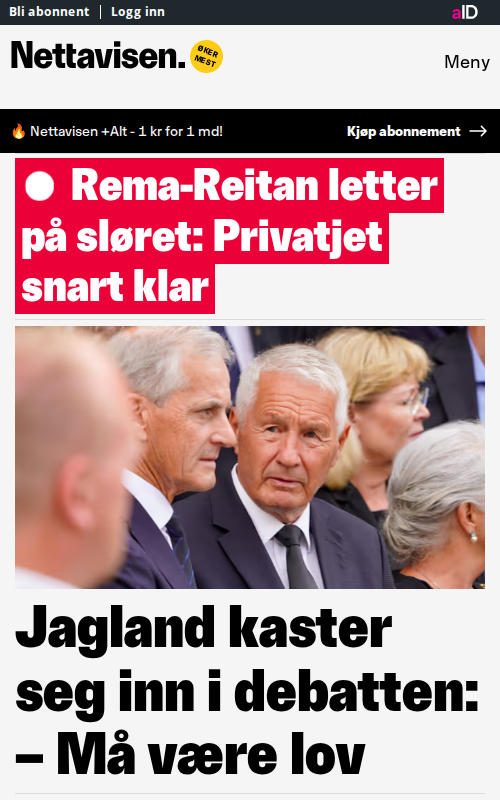 Bli abonnent
Logg inn
aID
Nettavisen.
ØKER
MEST
Meny
🔥 Nettavisen +Alt - 1 kr for 1 md!
Kjøp abonnement
Rema-Reitan letter
på sløret: Privatjet
snart klar
Jagland kaster
seg inn i debatten:
– Må være lov